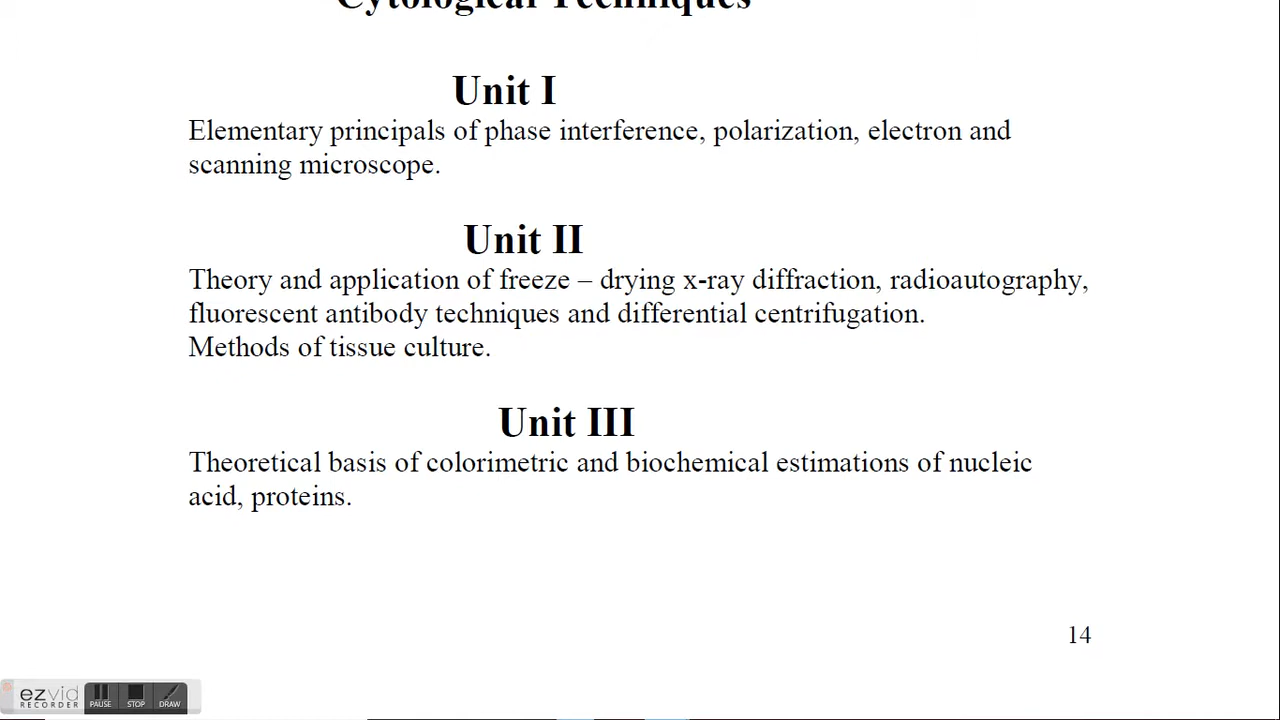 Cytological Techniques
Unit I
Elementary principals of phase interference, polarization, electron and
scanning microscope.
Unit II
Theory and application of freeze – drying x-ray diffraction, radioautography,
fluorescent antibody techniques and differential centrifugation.
Methods of tissue culture.
Unit III
Theoretical basis of colorimetric and biochemical estimations of nucleic
acid, proteins.
14
ezvid
RECORDER
PAUSE STOP DRAW